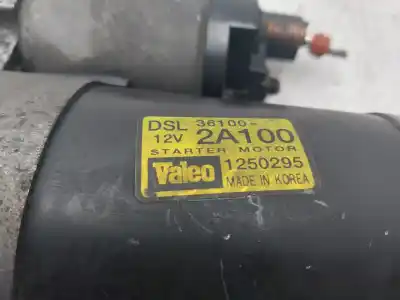 DSL 36100-
12V 2A100
STARTER MOTOR
Valeo 1250295
MADE IN KOREA